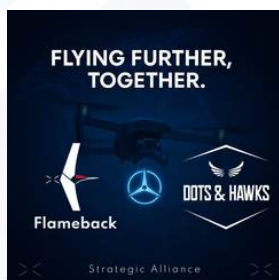 FLYING FURTHER,
TOGETHER.
Flameback
DOTS & HAWKS
Strategic Alliance